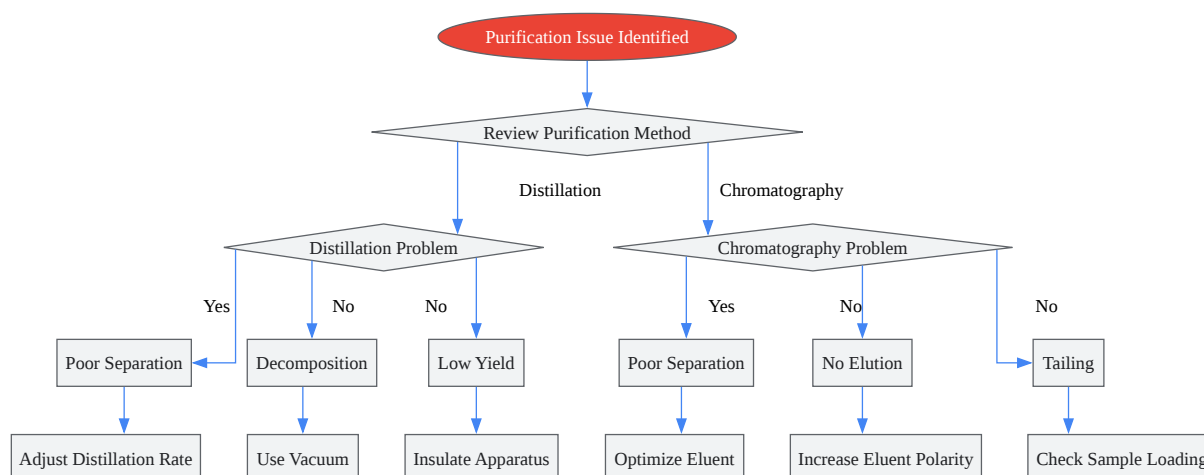 Purification Issue Identified
Review Purification Method
Distillation
Chromatography
Distillation Problem
Chromatography Problem
Yes
No
No
Yes
No
No
Poor Separation
Decomposition
Low Yield
Poor Separation
No Elution
Tailing
Adjust Distillation Rate
Use Vacuum
Insulate Apparatus
Optimize Eluent
Increase Eluent Polarity
Check Sample Loading